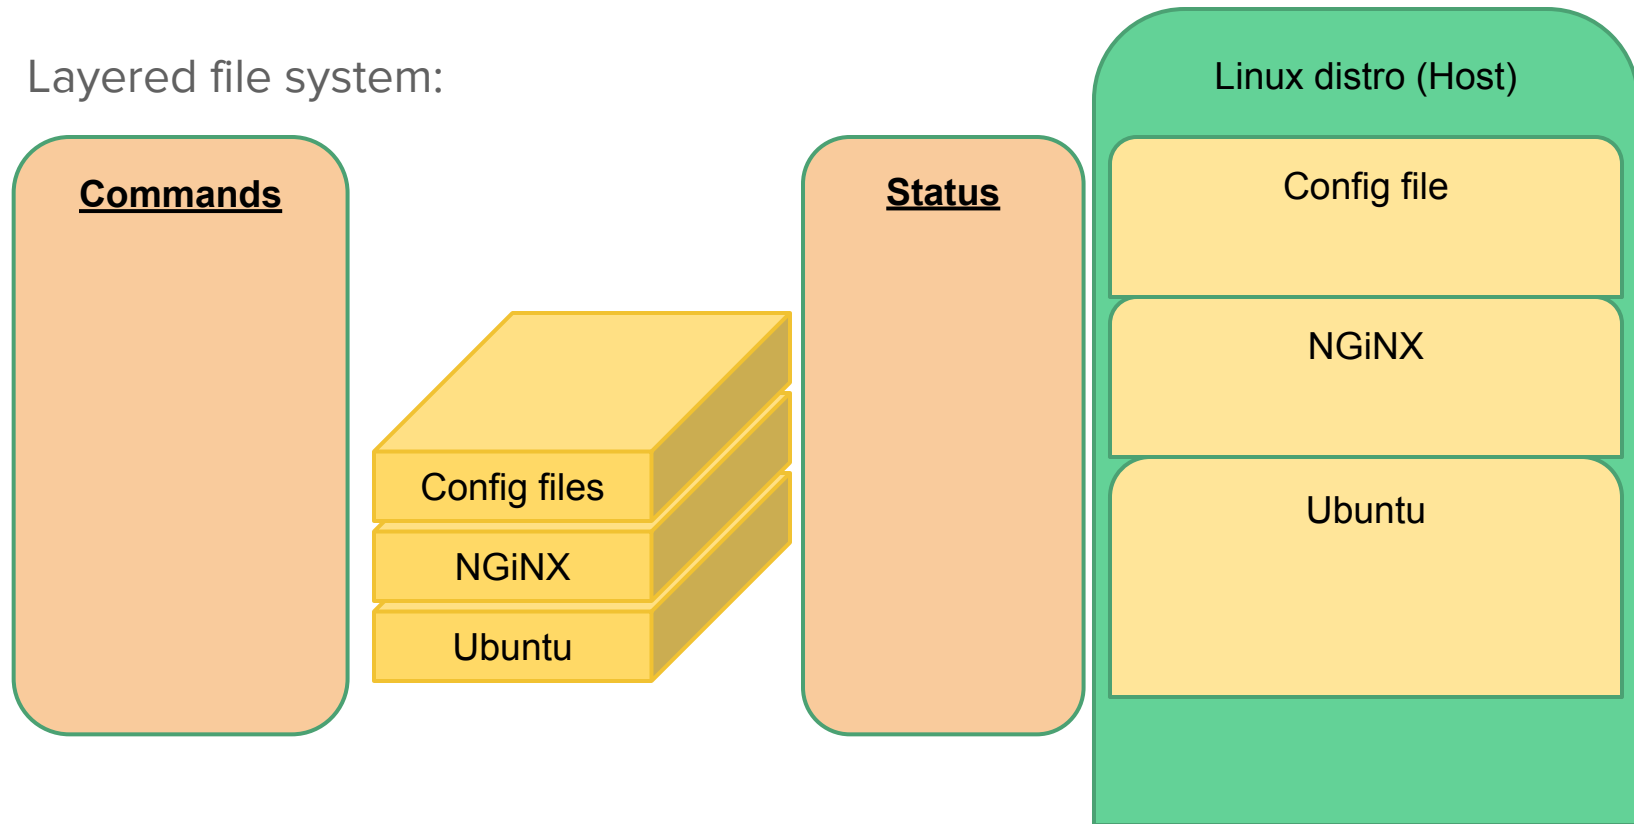 Layered file system:
Commands
Config files
NGiNX
Ubuntu
Status
Linux distro (Host)
Config file
NGiNX
Ubuntu